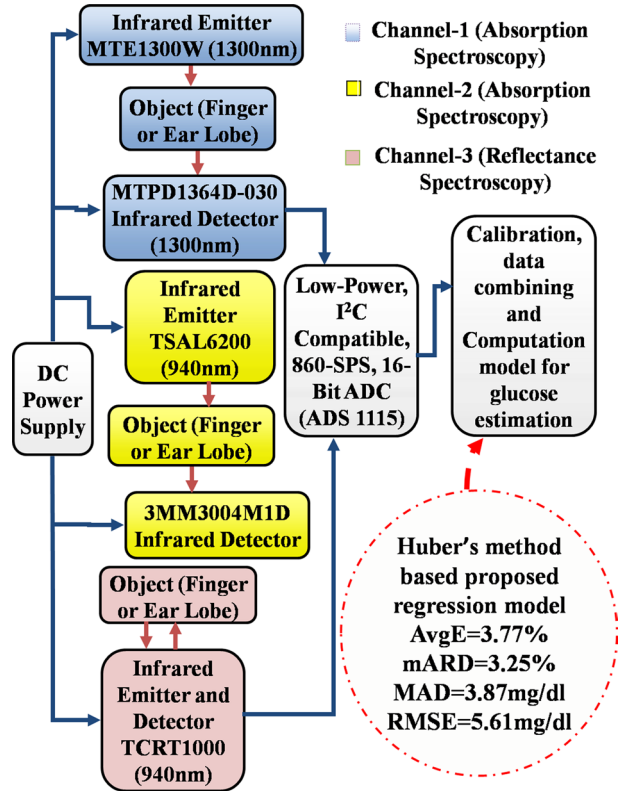 Infrared Emitter
MTE1300W (1300nm)
Object (Finger
or Ear Lobe)
MTPD1364D-030
Infrared Detector
(1300nm)
Infrared
Emitter
TSAL6200
(940nm)
DC
Power
Supply
Object (Finger
or Ear Lobe)
3MM3004M1D
Infrared Detector
Object (Finger
or Ear Lobe)
Infrared
Emitter and
Detector
TCRT1000
(940nm)
Channel-1 (Absorption
Spectroscopy)
Channel-2 (Absorption
Spectroscopy)
Channel-3 (Reflectance
Spectroscopy)
Low-Power,
I²C
Compatible,
860-SPS, 16-
Bit ADC
(ADS 1115)
Calibration,
data
combining
and
Computation
model for
glucose
estimation
Huber's method
based proposed
regression model
AvgE=3.77%
mARD=3.25%
MAD=3.87mg/dl
RMSE=5.61mg/dl